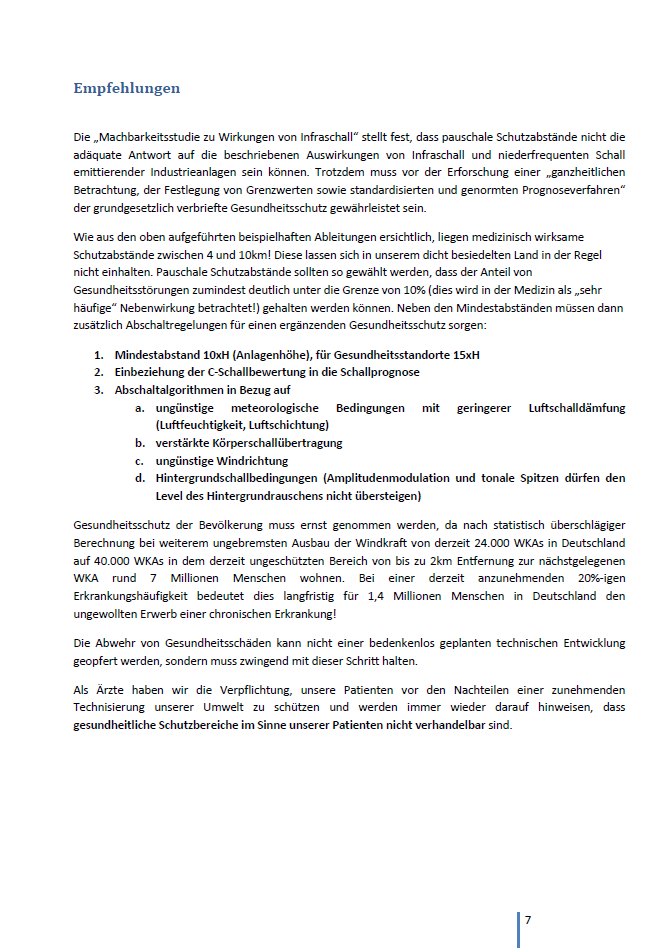 Empfehlungen
Die „Machbarkeitsstudie zu Wirkungen von Infraschall“ stellt fest, dass pauschale Schutzabstände nicht die
adäquate Antwort auf die beschriebenen Auswirkungen von Infraschall und niederfrequenten Schall
emittierender Industrieanlagen sein können. Trotzdem muss vor der Erforschung einer „ganzheitlichen
Betrachtung, der Festlegung von Grenzwerten sowie standardisierten und genormten Prognoseverfahren“
der grundgesetzlich verbriefte Gesundheitsschutz gewährleistet sein.
Wie aus den oben aufgeführten beispielhaften Ableitungen ersichtlich, liegen medizinisch wirksame
Schutzabstände zwischen 4 und 10km! Diese lassen sich in unserem dicht besiedelten Land in der Regel
nicht einhalten. Pauschale Schutzabstände sollten so gewählt werden, dass der Anteil von
Gesundheitsstörungen zumindest deutlich unter die Grenze von 10% (dies wird in der Medizin als „sehr
häufige“ Nebenwirkung betrachtet!) gehalten werden können. Neben den Mindestabständen müssen dann
zusätzlich Abschaltregelungen für einen ergänzenden Gesundheitsschutz sorgen:
1. Mindestabstand 10xH (Anlagenhöhe), für Gesundheitsstandorte 15xH
2. Einbeziehung der C-Schallbewertung in die Schallprognose
3. Abschaltalgorithmen in Bezug auf
a. ungünstige meteorologische Bedingungen mit geringerer Luftschalldämfung
(Luftfeuchtigkeit, Luftschichtung)
b. verstärkte Körperschallübertragung
c. ungünstige Windrichtung
d. Hintergrundschallbedingungen (Amplitudenmodulation und tonale Spitzen dürfen den
Level des Hintergrundrauschens nicht übersteigen)
Gesundheitsschutz der Bevölkerung muss ernst genommen werden, da nach statistisch überschlägiger
Berechnung bei weiterem ungebremsten Ausbau der Windkraft von derzeit 24.000 WKAs in Deutschland
auf 40.000 WKAs in dem derzeit ungeschützten Bereich von bis zu 2km Entfernung zur nächstgelegenen
WKA rund 7 Millionen Menschen wohnen. Bei einer derzeit anzunehmenden 20%-igen
Erkrankungshäufigkeit bedeutet dies langfristig für 1,4 Millionen Menschen in Deutschland den
ungewollten Erwerb einer chronischen Erkrankung!
Die Abwehr von Gesundheitsschäden kann nicht einer bedenkenlos geplanten technischen Entwicklung
geopfert werden, sondern muss zwingend mit dieser Schritt halten.
Als Ärzte haben wir die Verpflichtung, unsere Patienten vor den Nachteilen einer zunehmenden
Technisierung unserer Umwelt zu schützen und werden immer wieder darauf hinweisen, dass
gesundheitliche Schutzbereiche im Sinne unserer Patienten nicht verhandelbar sind.
7